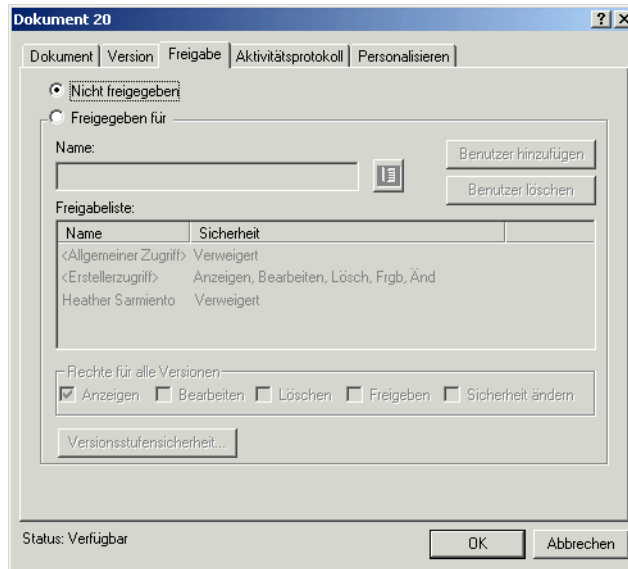 Dokument 20
Dokument Version Freigabe Aktivitätsprotokoll Personalisieren
Nicht freigegeben
Freigegeben für
Name:
Benutzer hinzufügen
Benutzer löschen
Freigabeliste:
Name Sicherheit
<Allgemeiner Zugriff> Verweigert
<Erstellerzugriff> Anzeigen, Bearbeiten, Lösch, Frgb, Änd
Heather Sarmiento Verweigert
Rechte für alle Versionen
Anzeigen Bearbeiten Löschen Freigeben Sicherheit ändern
Versionsstufensicherheit...
Status: Verfügbar
OK Abbrechen